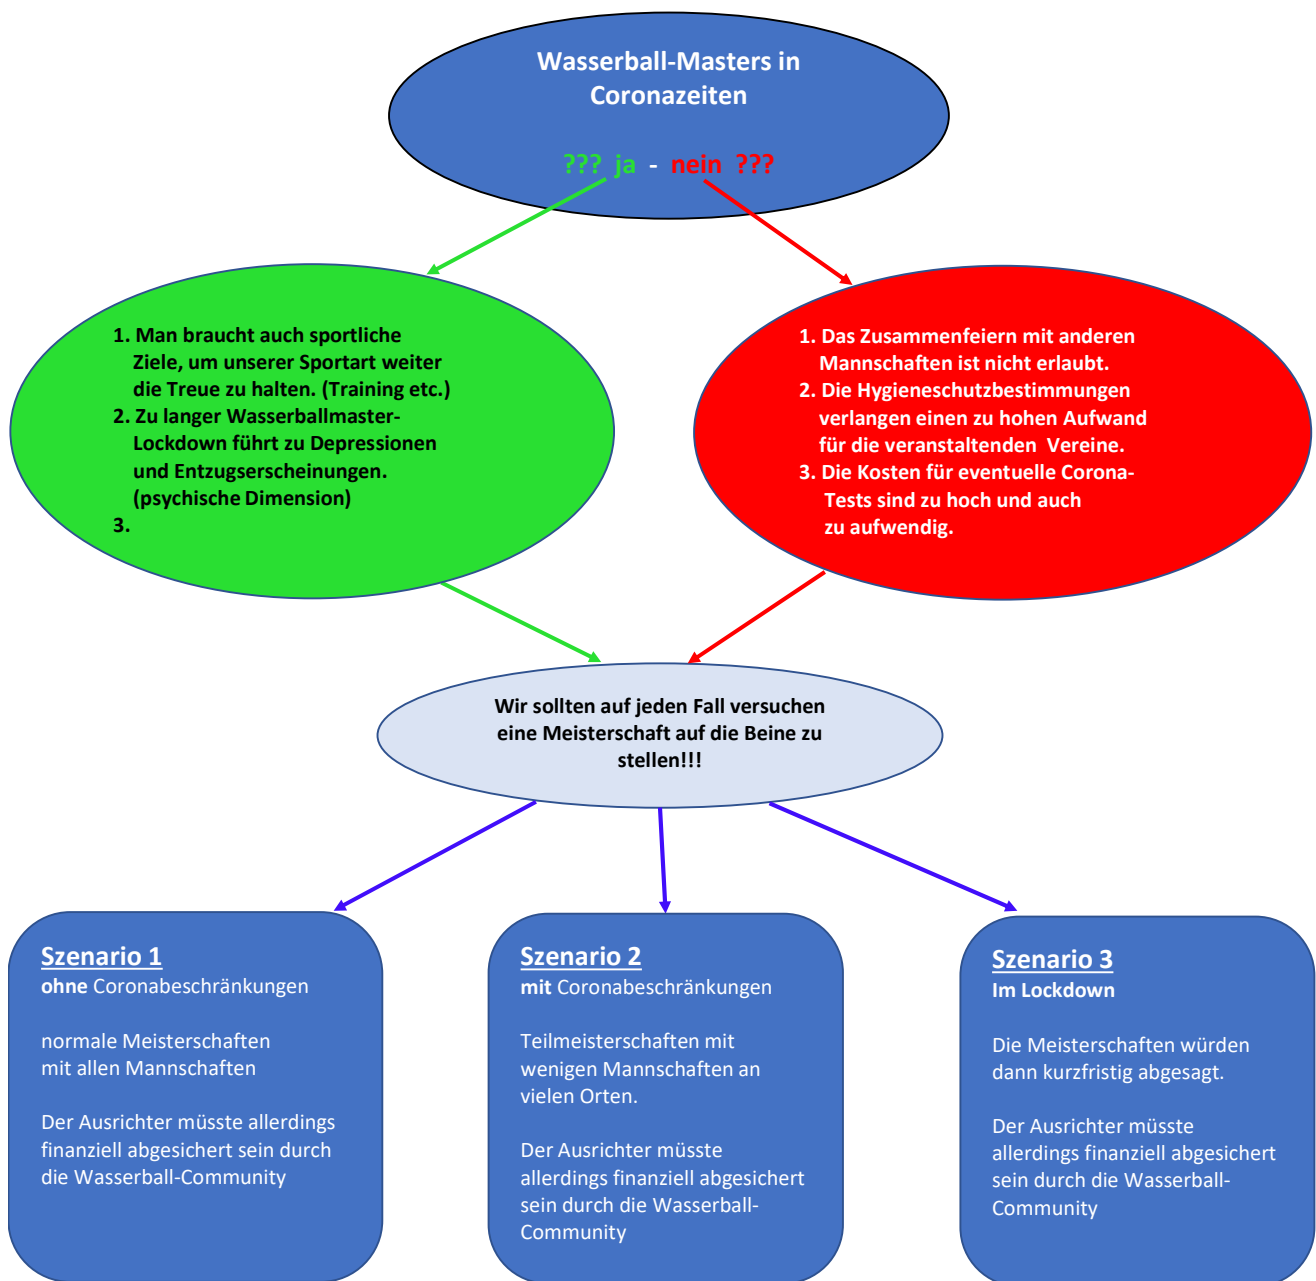 Wasserball-Masters in
Coronazeiten
??? ja - nein ???
1. Man braucht auch sportliche
Ziele, um unserer Sportart weiter
die Treue zu halten. (Training etc.)
2. Zu langer Wasserballmaster-
Lockdown führt zu Depressionen
und Entzugserscheinungen.
(psychische Dimension)
3.
1. Das Zusammenfeiern mit anderen
Mannschaften ist nicht erlaubt.
2. Die Hygieneschutzbestimmungen
verlangen einen zu hohen Aufwand
für die veranstaltenden Vereine.
3. Die Kosten für eventuelle Corona-
Tests sind zu hoch und auch
zu aufwendig.
Wir sollten auf jeden Fall versuchen
eine Meisterschaft auf die Beine zu
stellen!!!
Szenario 1
ohne Coronabeschränkungen
normale Meisterschaften
mit allen Mannschaften
Der Ausrichter müsste allerdings
finanziell abgesichert sein durch
die Wasserball-Community
Szenario 2
mit Coronabeschränkungen
Teilmeisterschaften mit
wenigen Mannschaften an
vielen Orten.
Der Ausrichter müsste
allerdings finanziell abgesichert
sein durch die Wasserball-
Community
Szenario 3
Im Lockdown
Die Meisterschaften würden
dann kurzfristig abgesagt.
Der Ausrichter müsste
allerdings finanziell abgesichert
sein durch die Wasserball-
Community